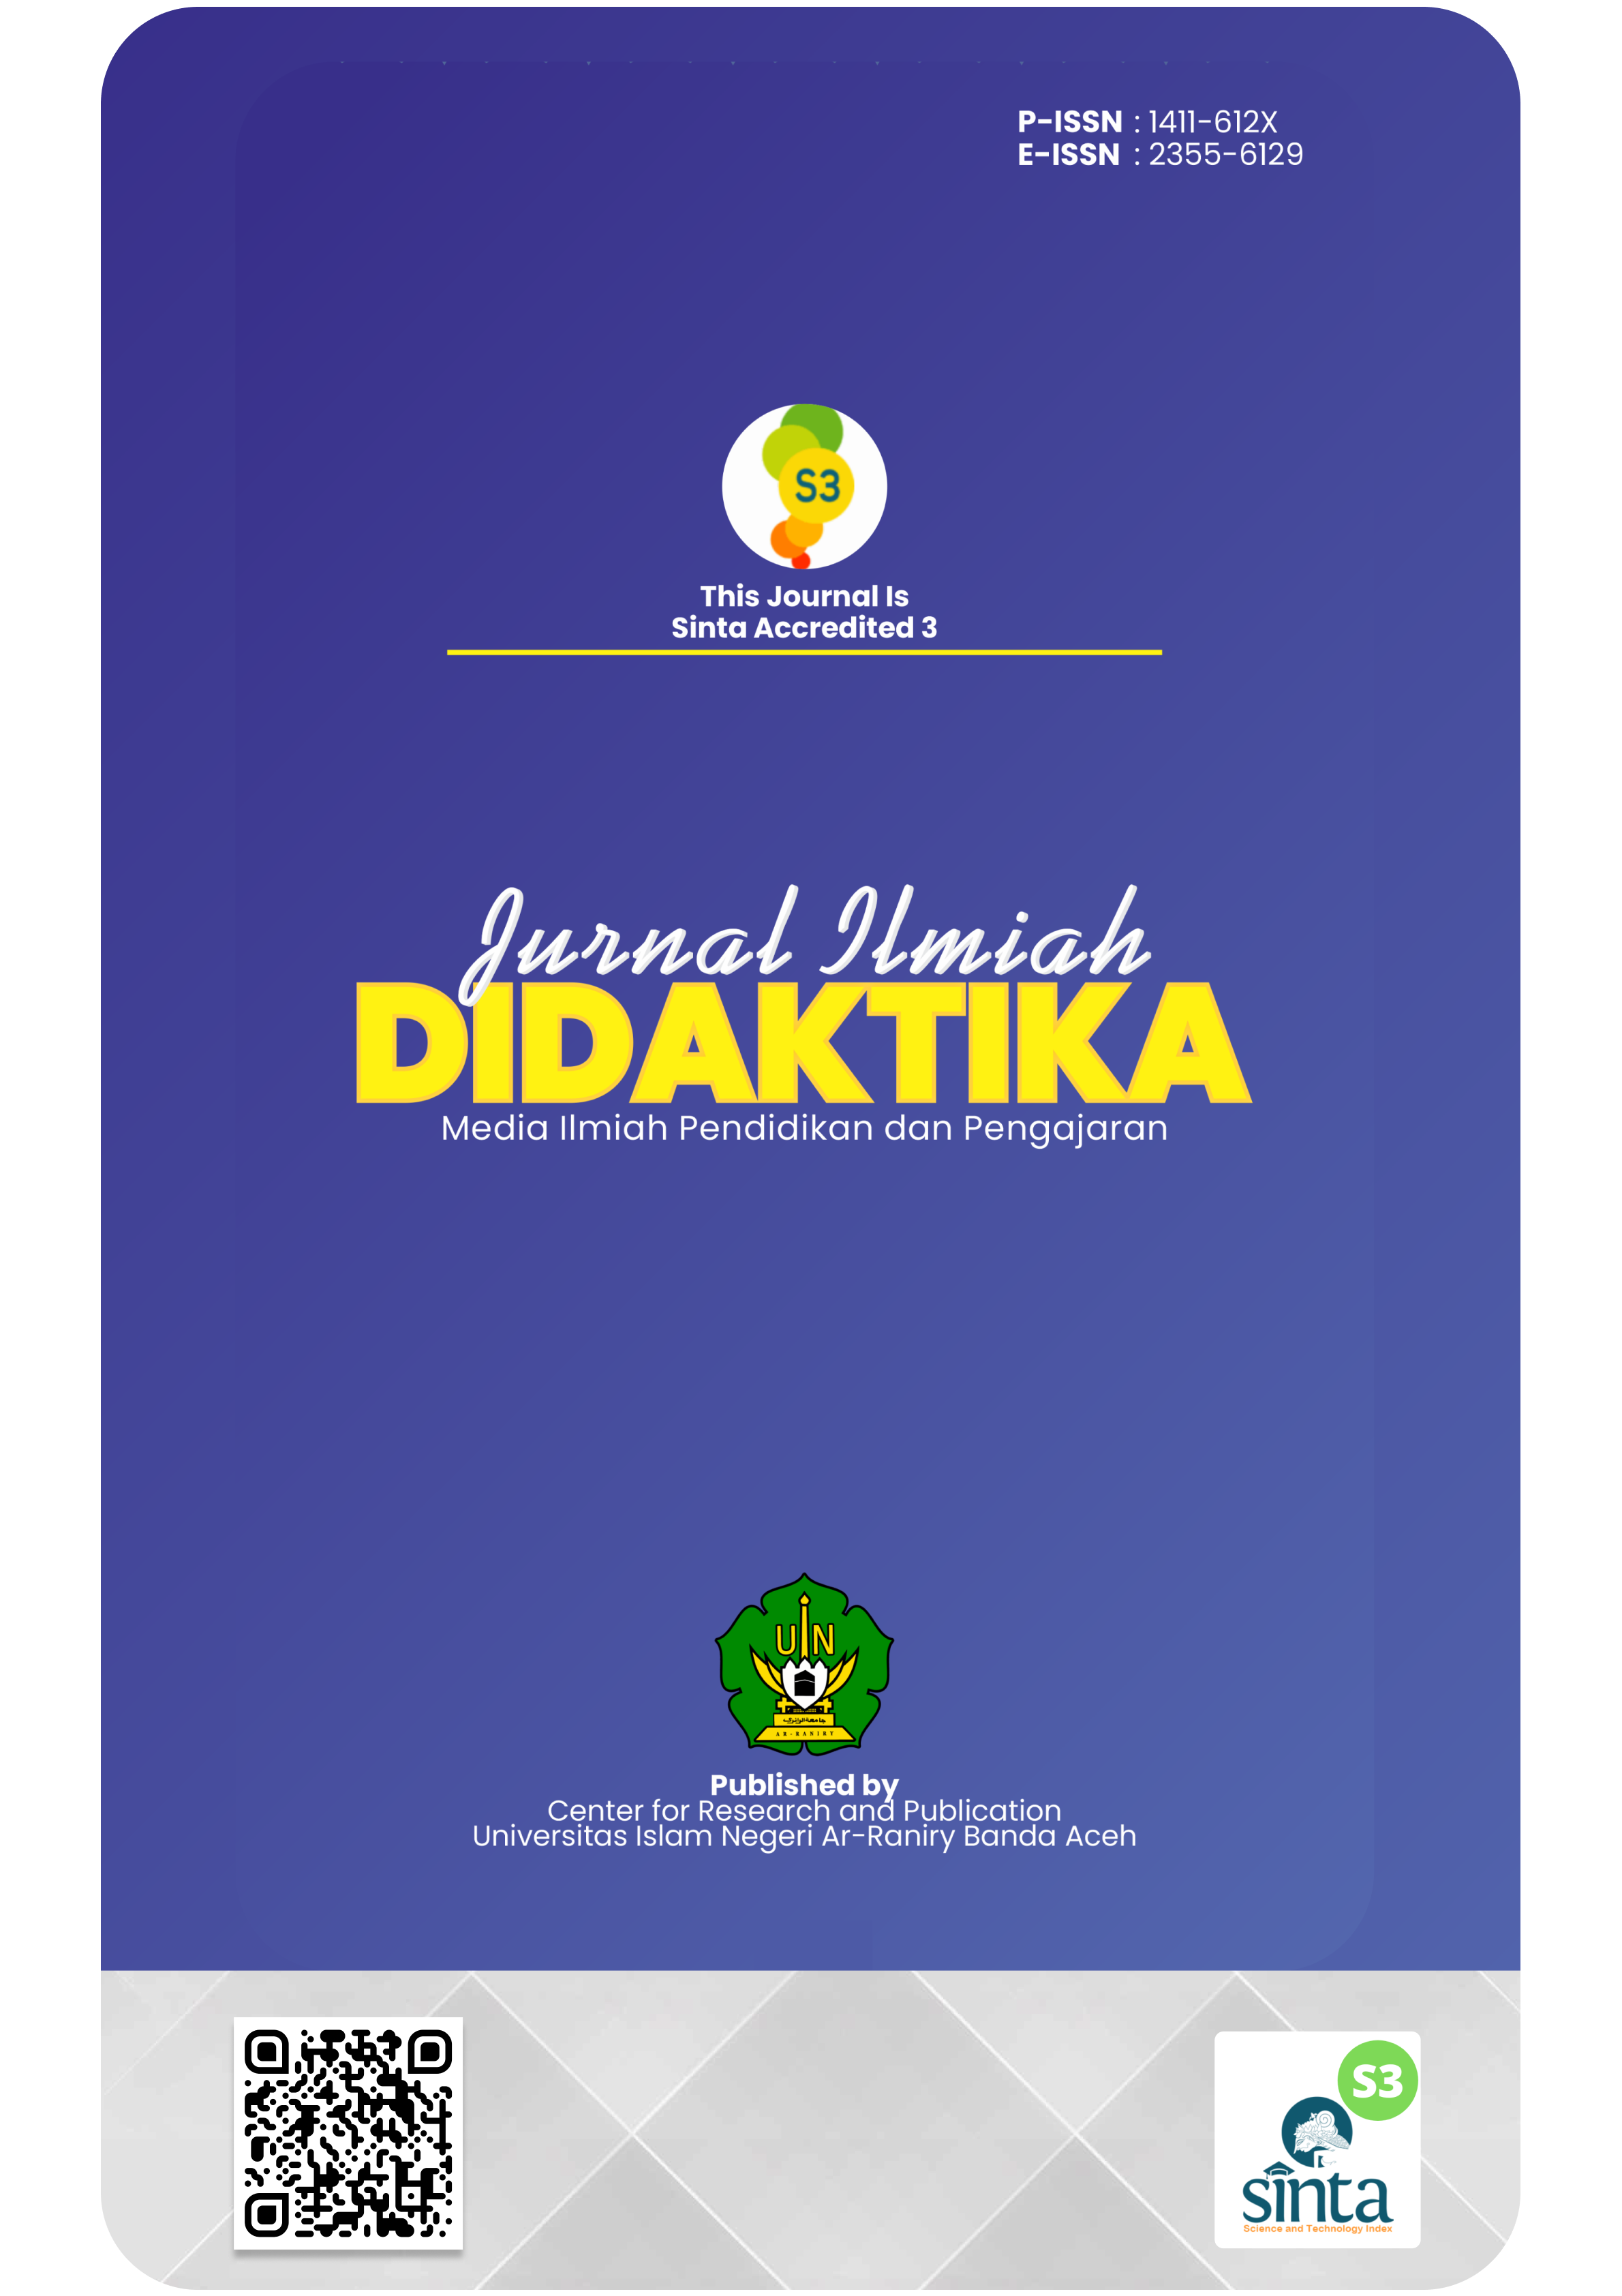 P-ISSN : 1411-612X
E-ISSN : 2355-6129
S3
This Journal Is
Sinta Accredited 3
Jurnal Ilmiah
DIDAKTIKA
Media Ilmiah Pendidikan dan Pengajaran
UIN
AR-RANIRY
Published by
Center for Research and Publication
Universitas Islam Negeri Ar-Raniry Banda Aceh
S3
sinta
Science and Technology Index